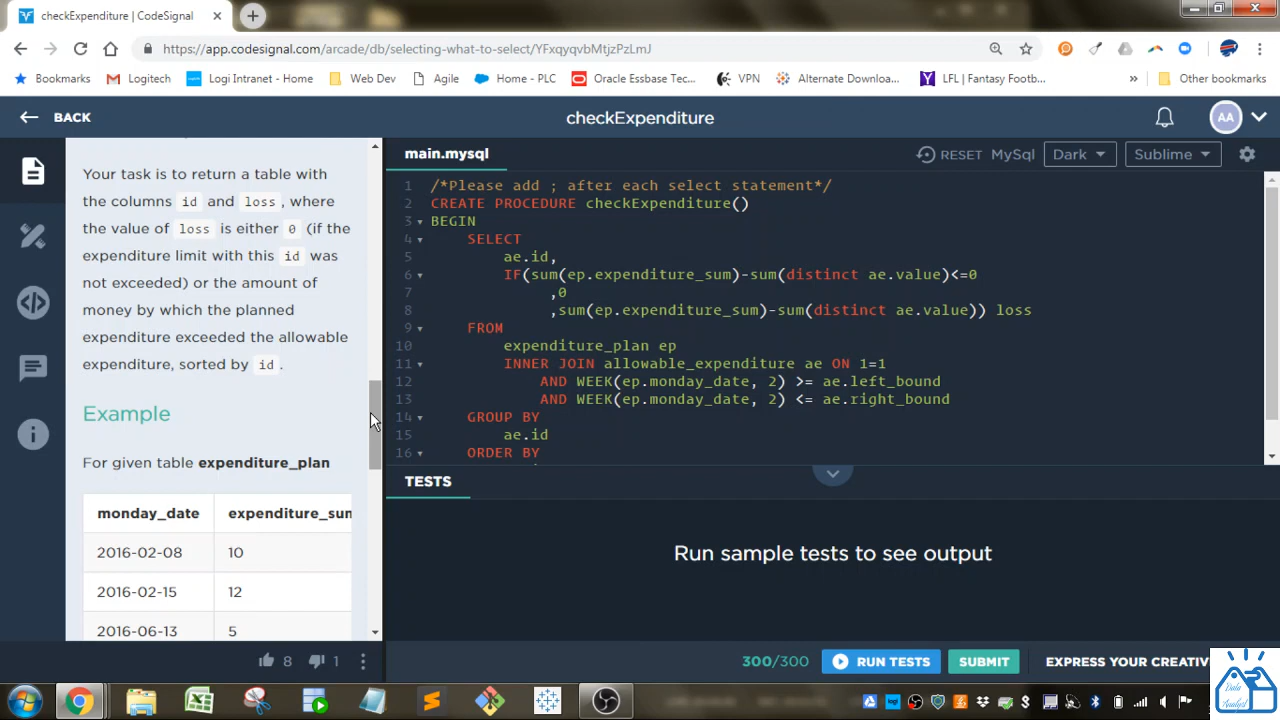 checkExpenditure | CodeSignal
https://app.codesignal.com/arcade/db/selecting-what-to-select/YFxqyqvbMtjzPzLmJ
Bookmarks Logitech Logi Intranet - Home Web Dev Agile Home - PLC Oracle Essbase Tec... VPN Alternate Downloa... LFL | Fantasy Footb... » Other bookmarks
BACK checkExpenditure AA
main.mysql RESET MySql Dark Sublime
Your task is to return a table with
the columns id and loss, where
the value of loss is either 0 (if the
expenditure limit with this id was
not exceeded) or the amount of
money by which the planned
expenditure exceeded the allowable
expenditure, sorted by id.
Example
For given table expenditure_plan
monday_date expenditure_sum
2016-02-08 10
2016-02-15 12
2016-06-13 5
8 1
1 /*Please add ; after each select statement*/
2 CREATE PROCEDURE checkExpenditure()
3 BEGIN
4 SELECT
5 ae.id,
6 IF(sum(ep.expenditure_sum)-sum(distinct ae.value)<=0
7 ,0
8 ,sum(ep.expenditure_sum)-sum(distinct ae.value)) loss
9 FROM
10 expenditure_plan ep
11 INNER JOIN allowable_expenditure ae ON 1=1
12 AND WEEK(ep.monday_date, 2) >= ae.left_bound
13 AND WEEK(ep.monday_date, 2) <= ae.right_bound
14 GROUP BY
15 ae.id
16 ORDER BY
TESTS
Run sample tests to see output
300/300 RUN TESTS SUBMIT EXPRESS YOUR CREATIV
Data
Analyst